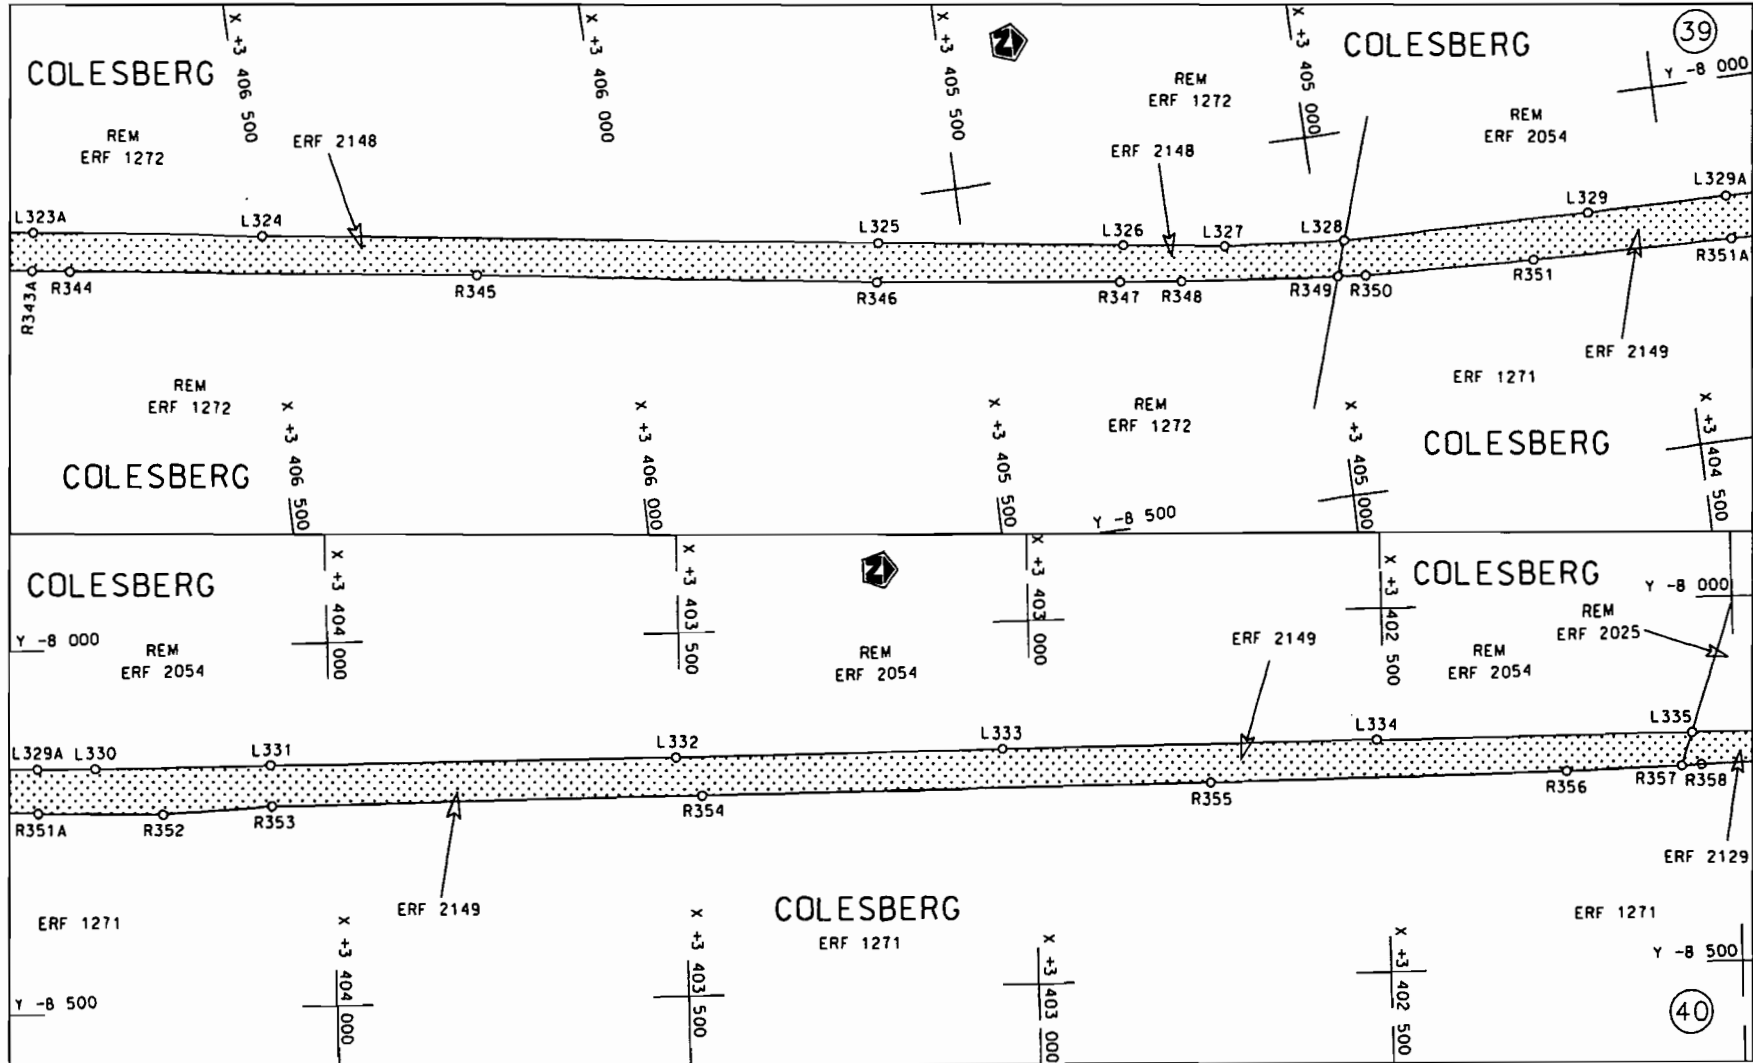 39
COLESBERG
COLESBERG
X +3 406 500
X +3 406 000
X +3 405 500
X +3 405 000
Y -8 000
N
REM
ERF 1272
ERF 2148
REM
ERF 1272
ERF 2148
REM
ERF 2054
L323A
L324
L325
L326
L327
L328
L329
L329A
R343A
R344
R345
R346
R347
R348
R349
R350
R351
R351A
ERF 2149
ERF 1271
REM
ERF 1272
REM
ERF 1272
COLESBERG
COLESBERG
X +3 406 500
X +3 406 000
X +3 405 500
X +3 405 000
X +3 404 500
Y -8 500
COLESBERG
COLESBERG
X +3 404 000
X +3 403 500
X +3 403 000
X +3 402 500
N
Y -8 000
Y -8 000
REM
ERF 2054
REM
ERF 2054
ERF 2149
REM
ERF 2054
REM
ERF 2025
L329A
L330
L331
L332
L333
L334
L335
R351A
R352
R353
R354
R355
R356
R357
R358
ERF 2129
ERF 2149
COLESBERG
ERF 1271
ERF 1271
ERF 1271
X +3 404 000
X +3 403 500
X +3 403 000
X +3 402 500
Y -8 500
Y -8 500
40